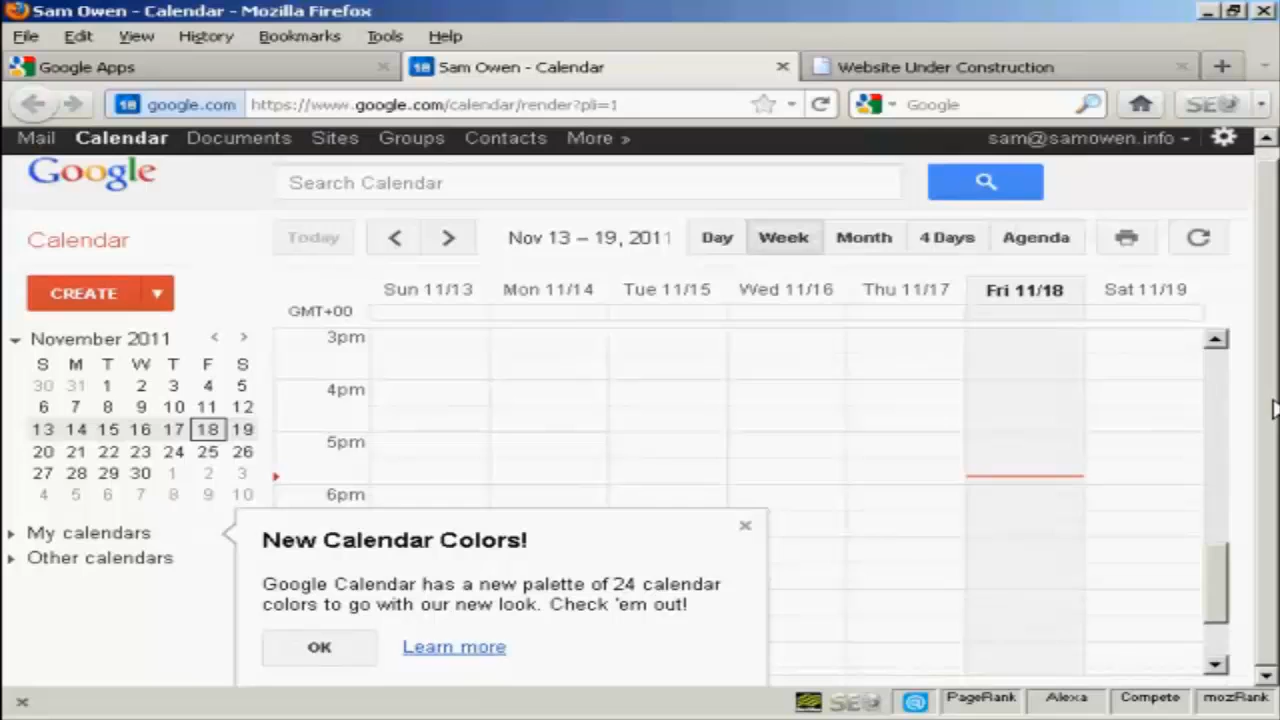 Sam Owen - Calendar - Mozilla Firefox
File Edit View History Bookmarks Tools Help
Google Apps
Sam Owen - Calendar
Website Under Construction
18 google.com https://www.google.com/calendar/render?pli=1
Google
SEO
Mail Calendar Documents Sites Groups Contacts More » sam@samowen.info
Google
Search Calendar
Calendar
Today
Nov 13 – 19, 2011
Day Week Month 4 Days Agenda
CREATE
Sun 11/13 Mon 11/14 Tue 11/15 Wed 11/16 Thu 11/17 Fri 11/18 Sat 11/19
GMT+00
November 2011 < >
S M T W T F S
30 31 1 2 3 4 5
6 7 8 9 10 11 12
13 14 15 16 17 18 19
20 21 22 23 24 25 26
27 28 29 30 1 2 3
4 5 6 7 8 9 10
3pm
4pm
5pm
6pm
My calendars
Other calendars
New Calendar Colors!
Google Calendar has a new palette of 24 calendar
colors to go with our new look. Check 'em out!
OK Learn more
SEO
PageRank Alexa Compete mozRank